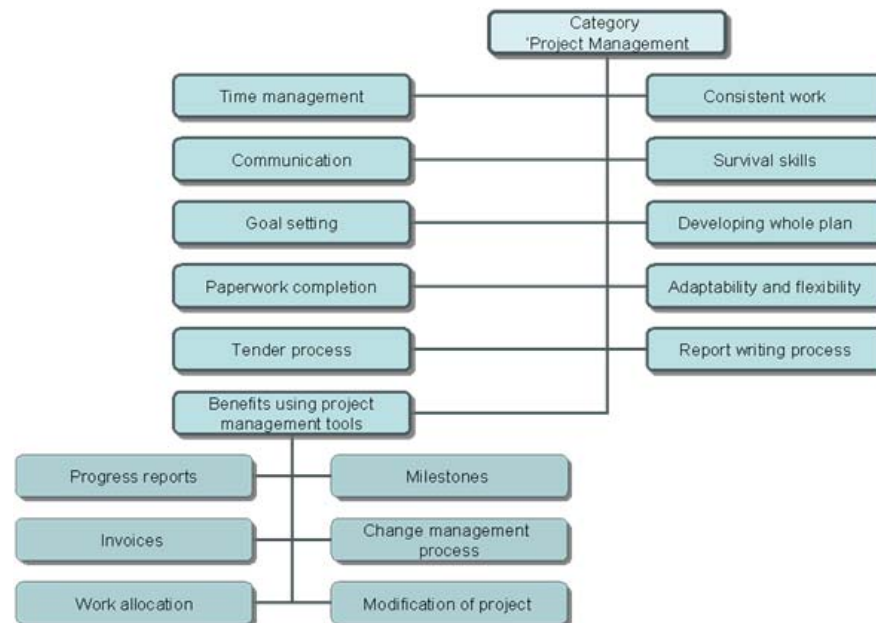 Category
'Project Management
Time management
Consistent work
Communication
Survival skills
Goal setting
Developing whole plan
Paperwork completion
Adaptability and flexibility
Tender process
Report writing process
Benefits using project
management tools
Progress reports
Milestones
Invoices
Change management
process
Work allocation
Modification of project